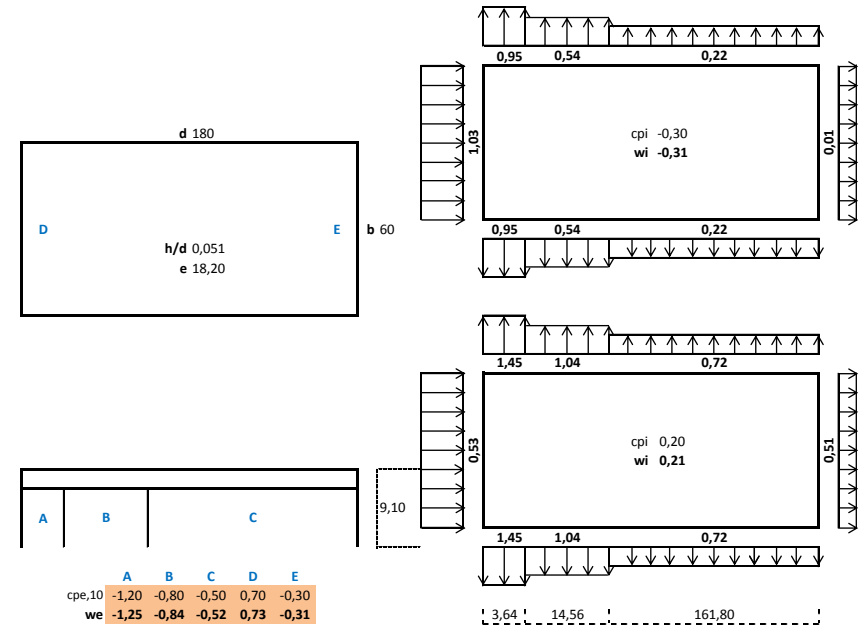 d 180
D
E
b 60
h/d 0,051
e 18,20
A
B
C
9,10
A B C D E
cpe,10 -1,20 -0,80 -0,50 0,70 -0,30
we -1,25 -0,84 -0,52 0,73 -0,31
0,95 0,54 0,22
1,03
cpi -0,30
wi -0,31
0,01
0,95 0,54 0,22
1,45 1,04 0,72
0,53
cpi 0,20
wi 0,21
0,51
1,45 1,04 0,72
3,64 14,56 161,80